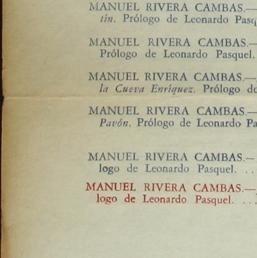 MANUEL RIVERA CAMBAS.—
tín. Prólogo de Leonardo
MANUEL RIVERA CAMBAS.—
Prólogo de Leonardo Pasquel.
MANUEL RIVERA CAMBAS.—
la Cueva Enríquez. Prólogo de
MANUEL RIVERA CAMBAS.—
Pavón. Prólogo de Leonardo
MANUEL RIVERA CAMBAS.—
logo de Leonardo Pasquel. ..
MANUEL RIVERA CAMBAS.—
logo de Leonardo Pasquel. ...